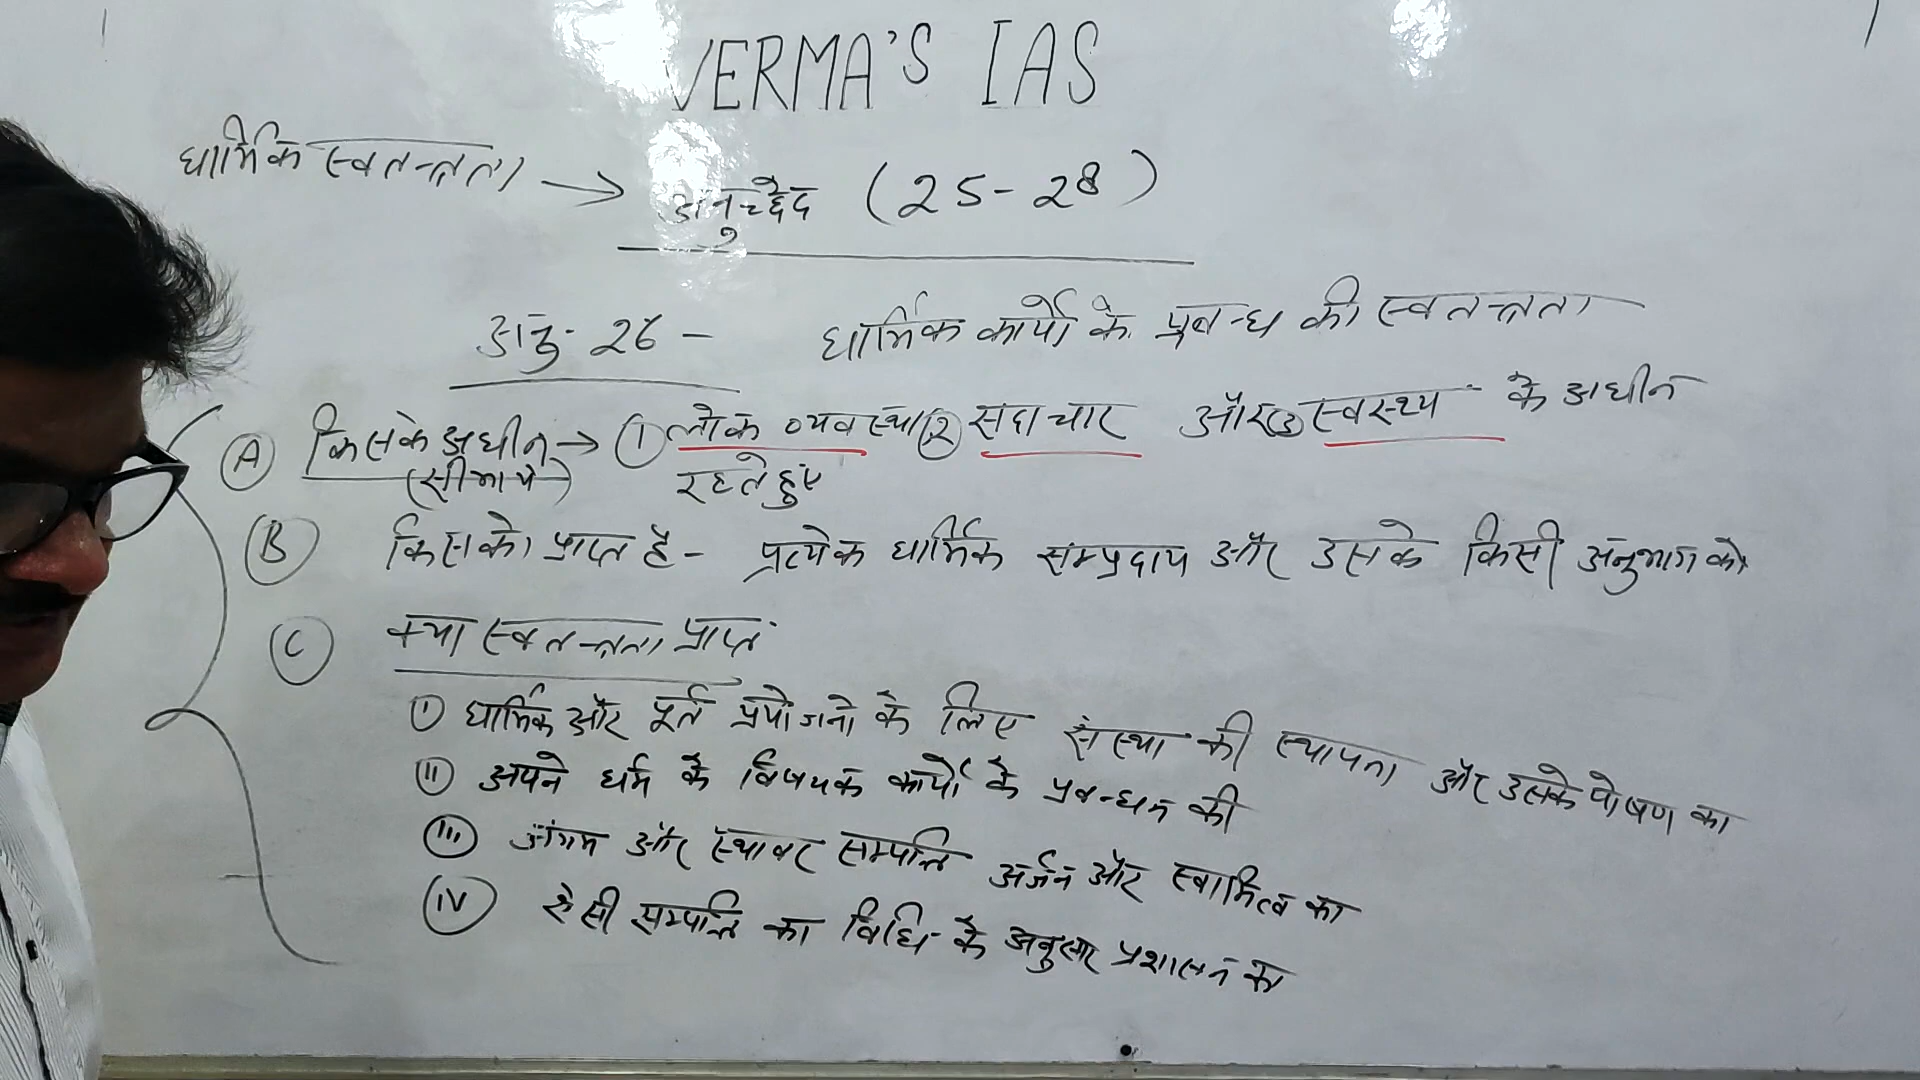 VERMA'S IAS
धार्मिक स्वतन्त्रता → अनुच्छेद (25-28)
अनु. 26 - धार्मिक कार्यो के प्रबन्ध की स्वतन्त्रता
(A) किसके अधीन → (1) लोक व्यवस्था (2) सदाचार और (3) स्वस्थ्य के अधीन
(सीमाये) रहते हुए
(B) किसको प्राप्त है - प्रत्येक धार्मिक सम्प्रदाय और उसके किसी अनुभाग को
(C) क्या स्वतन्त्रता प्राप्त
(i) धार्मिक और पूर्त प्रयोजनो के लिए संस्था की स्थापना और उसके पोषण का
(ii) अपने धर्म के विषयक कार्यो के प्रबन्धन की
(iii) जंगम और स्थावर सम्पत्ति अर्जन और स्वामित्व का
(iv) ऐसी सम्पत्ति का विधि के अनुसार प्रशासन का